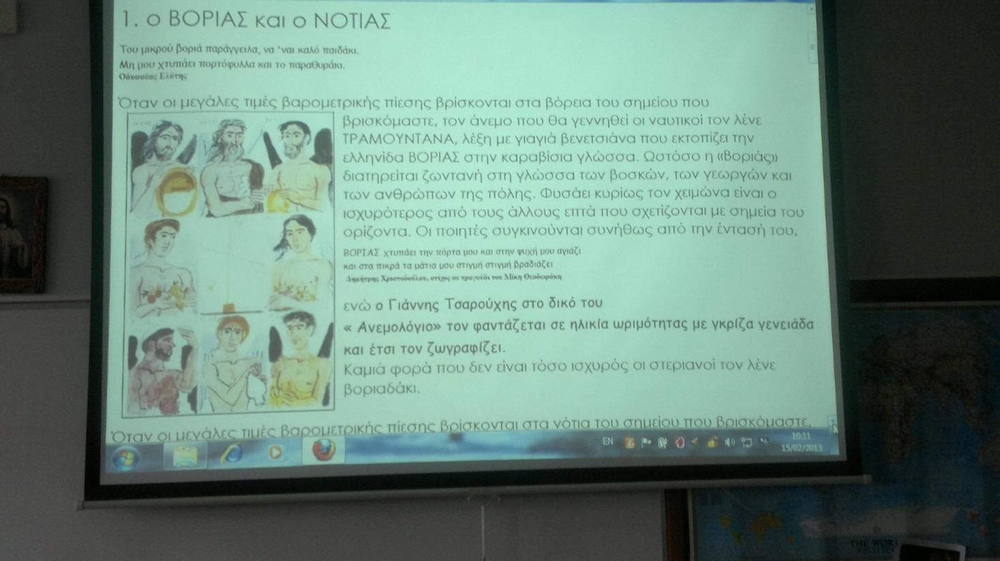 1. ο ΒΟΡΙΑΣ και ο ΝΟΤΙΑΣ
Του μικρού βοριά παράγγειλα, να 'ναι καλό παιδάκι.
Μη μου χτυπάει πορτόφυλλα και το παραθυράκι.
Οδυσσέας Ελύτης
Όταν οι μεγάλες τιμές βαρομετρικής πίεσης βρίσκονται στα βόρεια του σημείου που
βρισκόμαστε, τον άνεμο που θα γεννηθεί οι ναυτικοί τον λένε
ΤΡΑΜΟΥΝΤΑΝΑ, λέξη με γιαγιά βενετσιάνα που εκτοπίζει την
ελληνίδα ΒΟΡΙΑΣ στην καραβίσια γλώσσα. Ωστόσο η «Βοριάς»
διατηρείται ζωντανή στη γλώσσα των βοσκών, των γεωργών και
των ανθρώπων της πόλης. Φυσάει κυρίως τον χειμώνα είναι ο
ισχυρότερος από τους άλλους επτά που σχετίζονται με σημεία του
ορίζοντα. Οι ποιητές συγκινούνται συνήθως από την έντασή του,
ΒΟΡΙΑΣ χτυπάει την πόρτα μου και στην ψυχή μου αγιάζι
και στα πικρά τα μάτια μου στιγμή στιγμή βραδιάζει
Δημήτρης Χριστοδούλου, στίχος σε τραγούδι του Μίκη Θεοδωράκη
ενώ ο Γιάννης Τσαρούχης στο δικό του
« Ανεμολόγιο» τον φαντάζεται σε ηλικία ωριμότητας με γκρίζα γενειάδα
και έτσι τον ζωγραφίζει.
Καμιά φορά που δεν είναι τόσο ισχυρός οι στεριανοί τον λένε
βοριαδάκι.
Όταν οι μεγάλες τιμές βαρομετρικής πίεσης βρίσκονται στα νότια του σημείου που βρισκόμαστε,
EN
10:11
15/02/2013
THE WORL